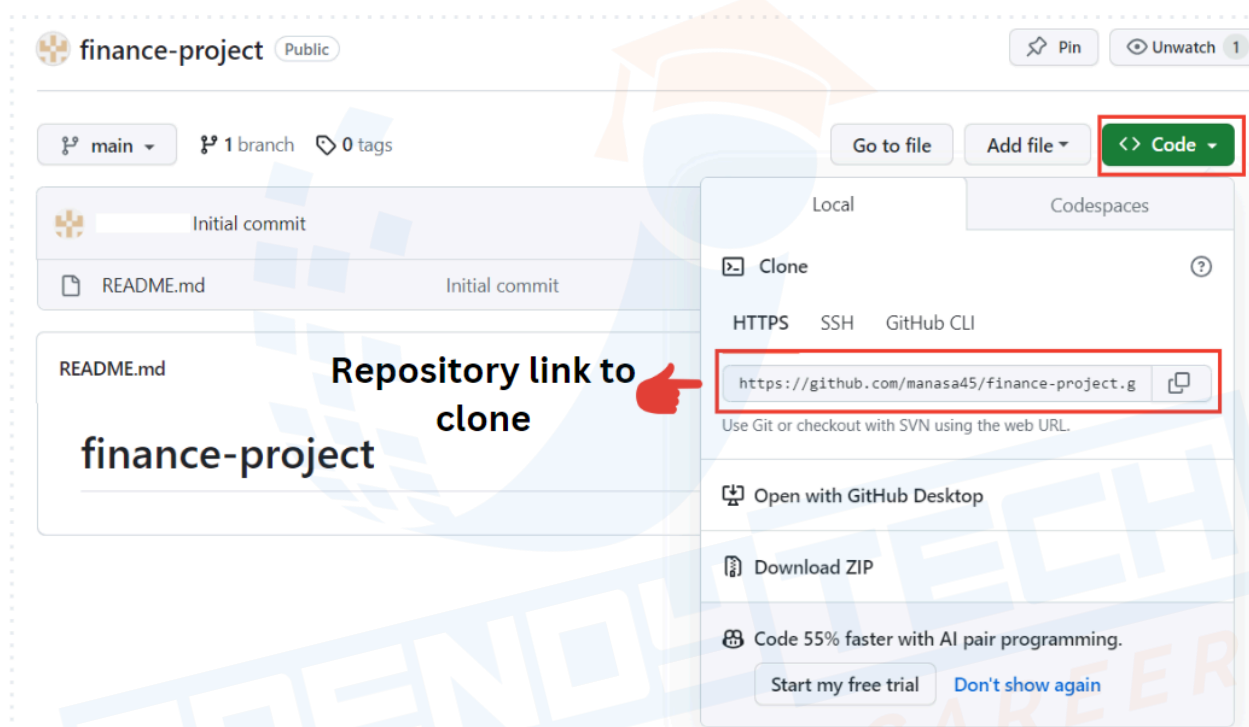 finance-project Public
Pin
Unwatch 1
main
1 branch
0 tags
Go to file
Add file
<> Code
Initial commit
README.md
Initial commit
README.md
finance-project
Repository link to
clone
Local
Codespaces
Clone
HTTPS SSH GitHub CLI
https://github.com/manasa45/finance-project.g
Use Git or checkout with SVN using the web URL.
Open with GitHub Desktop
Download ZIP
Code 55% faster with AI pair programming.
Start my free trial
Don't show again
TRENDYTECH
CAREER